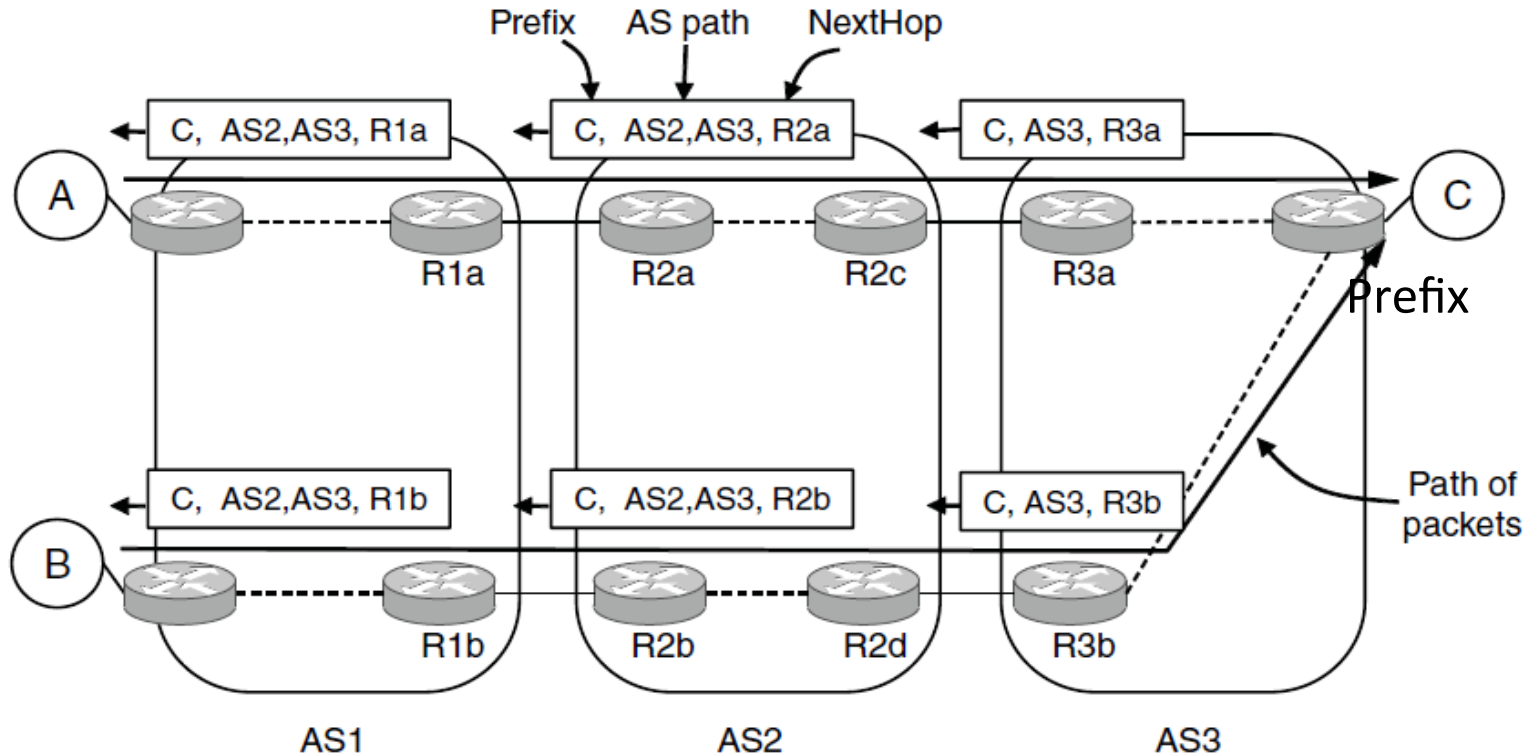 Prefix AS path NextHop
C, AS2,AS3, R1a
C, AS2,AS3, R2a
C, AS3, R3a
A
C
R1a
R2a
R2c
R3a
Prefix
C, AS2,AS3, R1b
C, AS2,AS3, R2b
C, AS3, R3b
Path of
packets
B
R1b
R2b
R2d
R3b
AS1
AS2
AS3